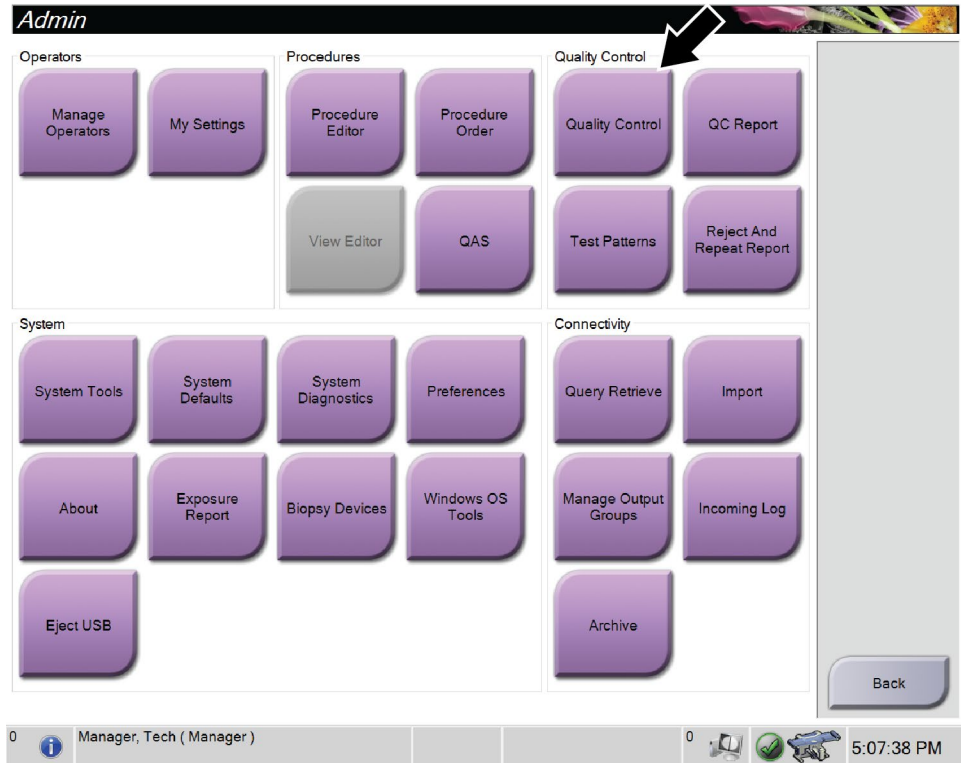 Admin
Operators
Manage
Operators
My Settings
Procedures
Procedure
Editor
Procedure
Order
View Editor
QAS
Quality Control
Quality Control
QC Report
Test Patterns
Reject And
Repeat Report
System
System Tools
System
Defaults
System
Diagnostics
Preferences
About
Exposure
Report
Biopsy Devices
Windows OS
Tools
Eject USB
Connectivity
Query Retrieve
Import
Manage Output
Groups
Incoming Log
Archive
Back
0
Manager, Tech ( Manager )
0
5:07:38 PM